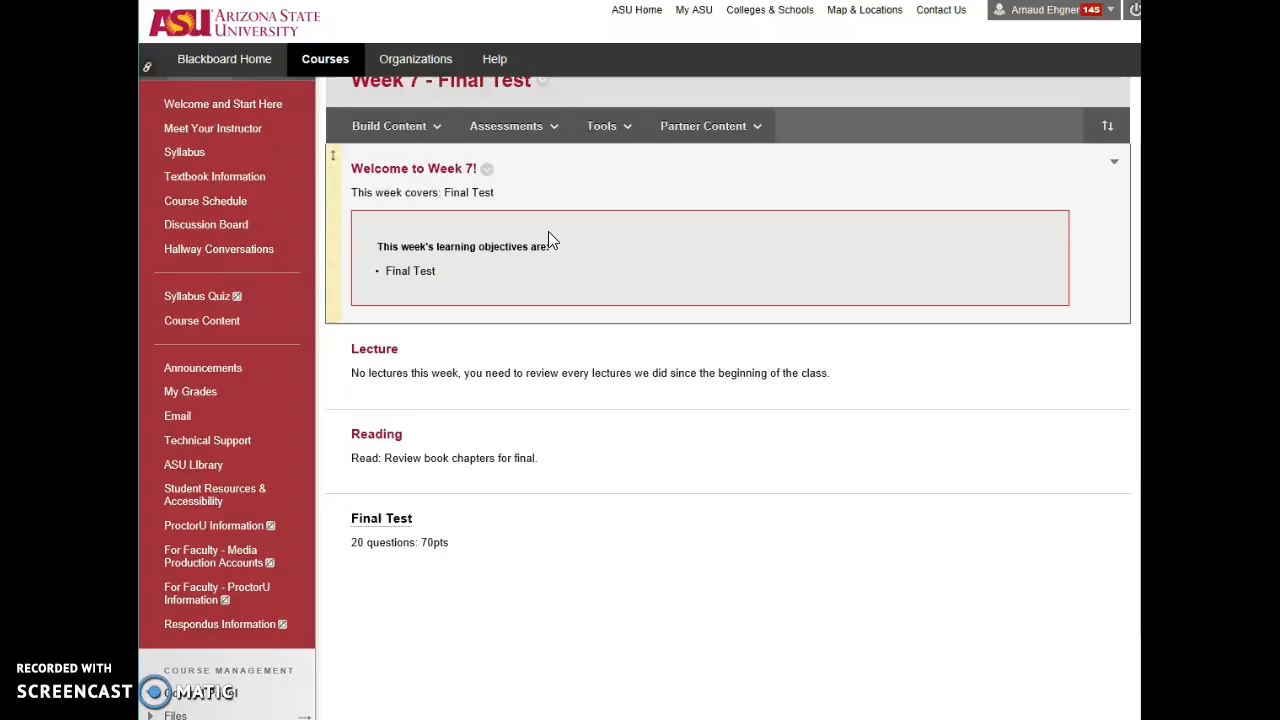 ASU ARIZONA STATE
UNIVERSITY
ASU Home My ASU Colleges & Schools Map & Locations Contact Us
Arnaud Ehgner 145
Blackboard Home Courses Organizations Help
Week 7 - Final Test
Build Content Assessments Tools Partner Content
Welcome and Start Here
Meet Your Instructor
Syllabus
Textbook Information
Course Schedule
Discussion Board
Hallway Conversations
Syllabus Quiz
Course Content
Announcements
My Grades
Email
Technical Support
ASU LIbrary
Student Resources &
Accessibility
ProctorU Information
For Faculty - Media
Production Accounts
For Faculty - ProctorU
Information
Respondus Information
COURSE MANAGEMENT
Files
Welcome to Week 7!
This week covers: Final Test
This week's learning objectives are:
• Final Test
Lecture
No lectures this week, you need to review every lectures we did since the beginning of the class.
Reading
Read: Review book chapters for final.
Final Test
20 questions: 70pts
RECORDED WITH
SCREENCAST MATIC